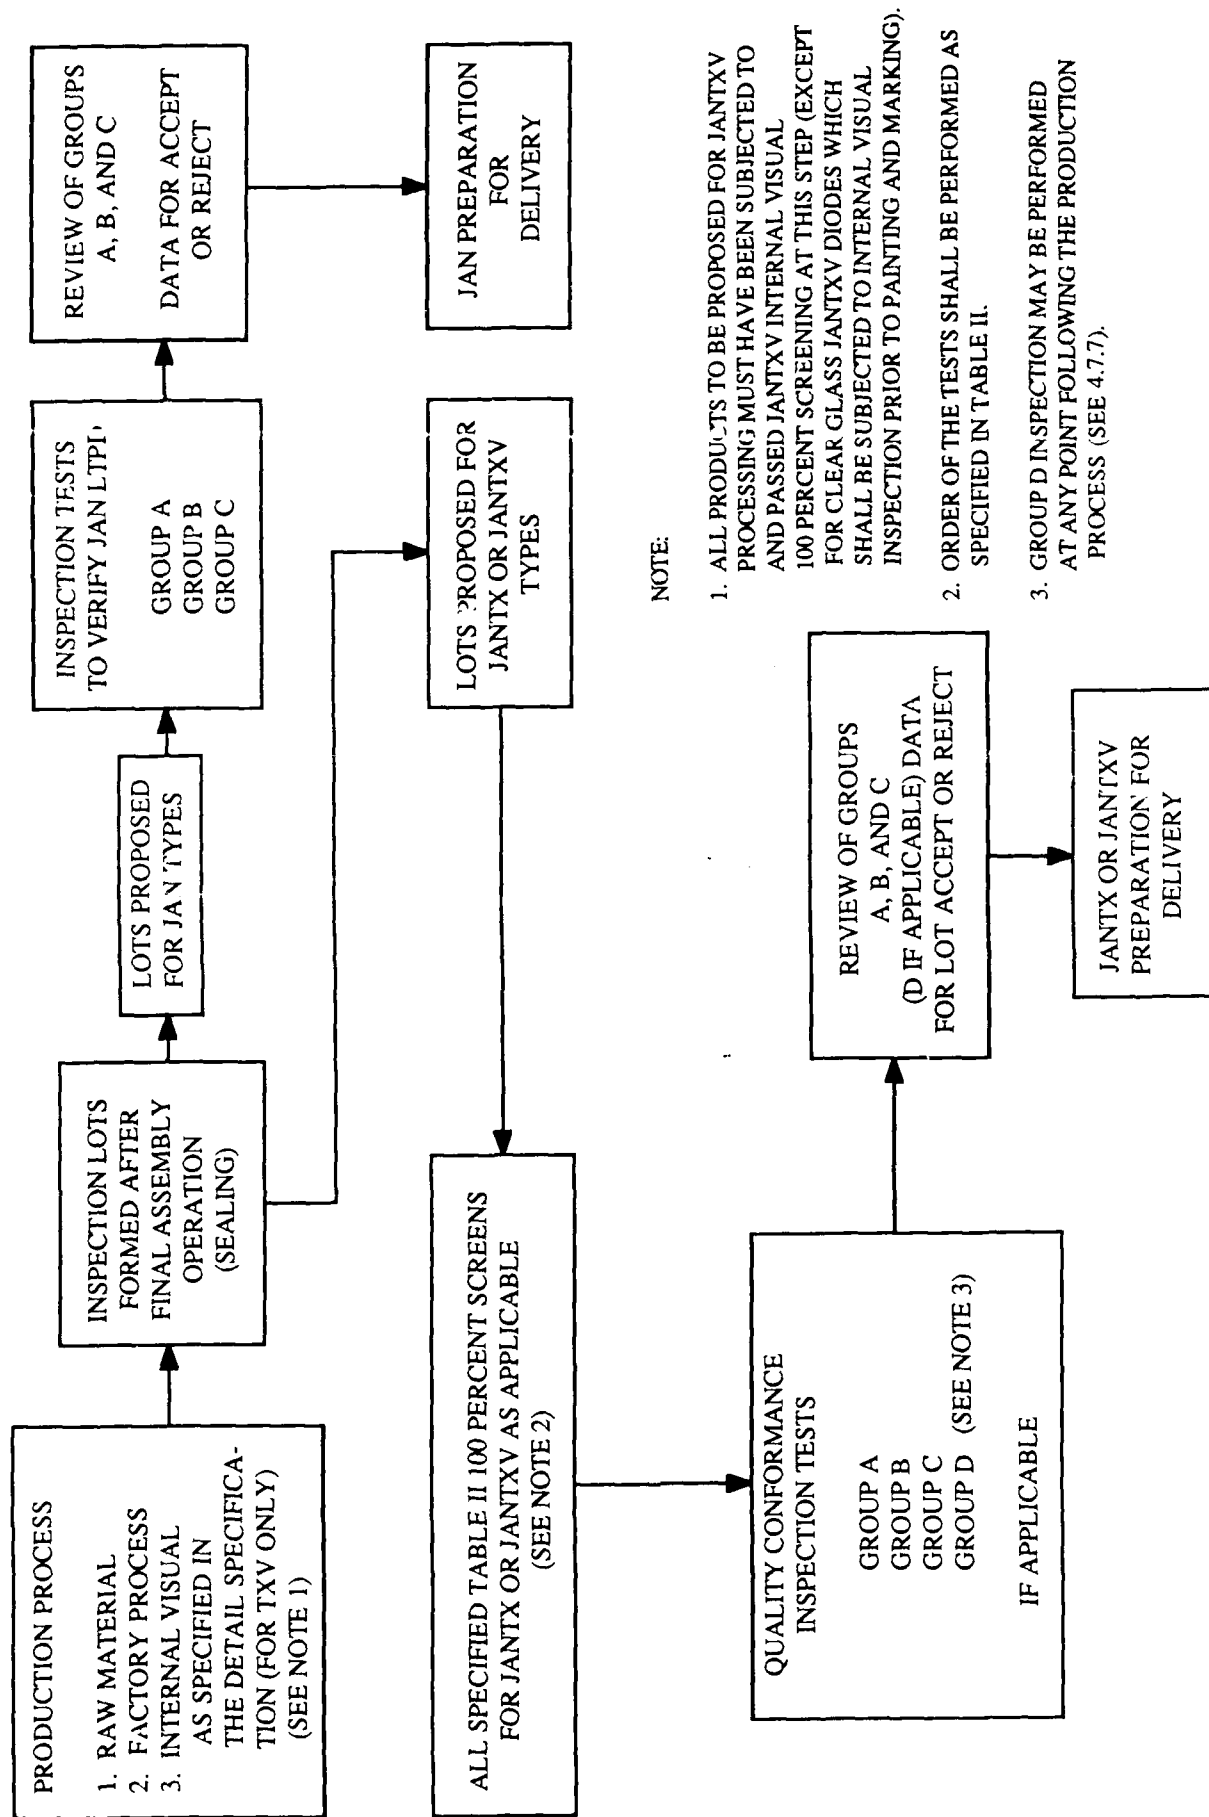 PRODUCTION PROCESS
1. RAW MATERIAL
2. FACTORY PROCESS
3. INTERNAL VISUAL
AS SPECIFIED IN
THE DETAIL SPECIFICA-
TION (FOR TXV ONLY)
(SEE NOTE 1)
INSPECTION LOTS
FORMED AFTER
FINAL ASSEMBLY
OPERATION
(SEALING)
LOTS PROPOSED
FOR JAN TYPES
INSPECTION TESTS
TO VERIFY JAN LTPD
GROUP A
GROUP B
GROUP C
REVIEW OF GROUPS
A, B, AND C
DATA FOR ACCEPT
OR REJECT
JAN PREPARATION
FOR
DELIVERY
LOTS PROPOSED FOR
JANTX OR JANTXV
TYPES
ALL SPECIFIED TABLE II 100 PERCENT SCREENS
FOR JANTX OR JANTXV AS APPLICABLE
(SEE NOTE 2)
QUALITY CONFORMANCE
INSPECTION TESTS
GROUP A
GROUP B
GROUP C
GROUP D (SEE NOTE 3)
IF APPLICABLE
REVIEW OF GROUPS
A, B, AND C
(D IF APPLICABLE) DATA
FOR LOT ACCEPT OR REJECT
JANTX OR JANTXV
PREPARATION FOR
DELIVERY
NOTE:
1. ALL PRODUCTS TO BE PROPOSED FOR JANTXV
PROCESSING MUST HAVE BEEN SUBJECTED TO
AND PASSED JANTXV INTERNAL VISUAL
100 PERCENT SCREENING AT THIS STEP (EXCEPT
FOR CLEAR GLASS JANTXV DIODES WHICH
SHALL BE SUBJECTED TO INTERNAL VISUAL
INSPECTION PRIOR TO PAINTING AND MARKING).
2. ORDER OF THE TESTS SHALL BE PERFORMED AS
SPECIFIED IN TABLE II.
3. GROUP D INSPECTION MAY BE PERFORMED
AT ANY POINT FOLLOWING THE PRODUCTION
PROCESS (SEE 4.7.7).